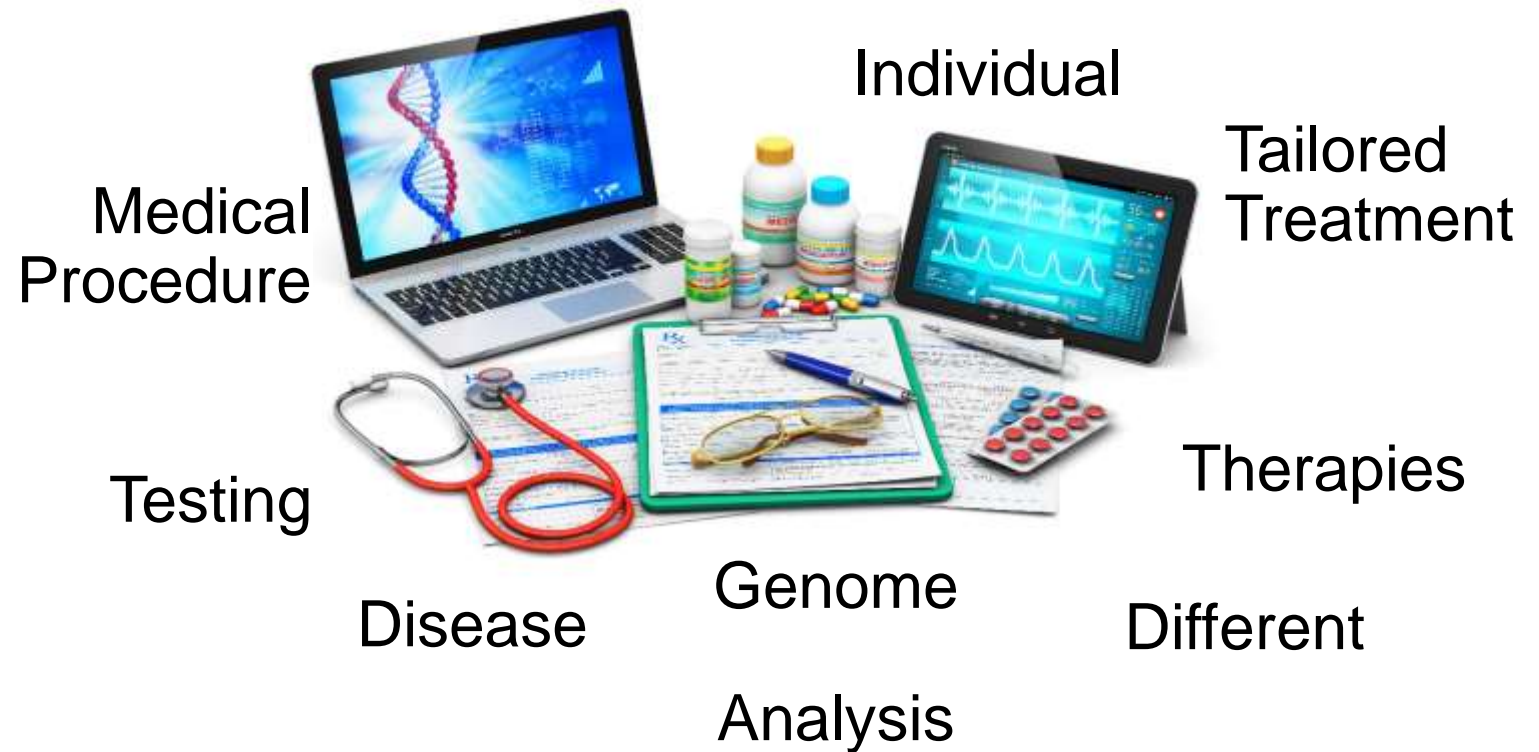 Individual
Tailored
Treatment
Medical
Procedure
Therapies
Testing
Genome
Disease
Different
Analysis